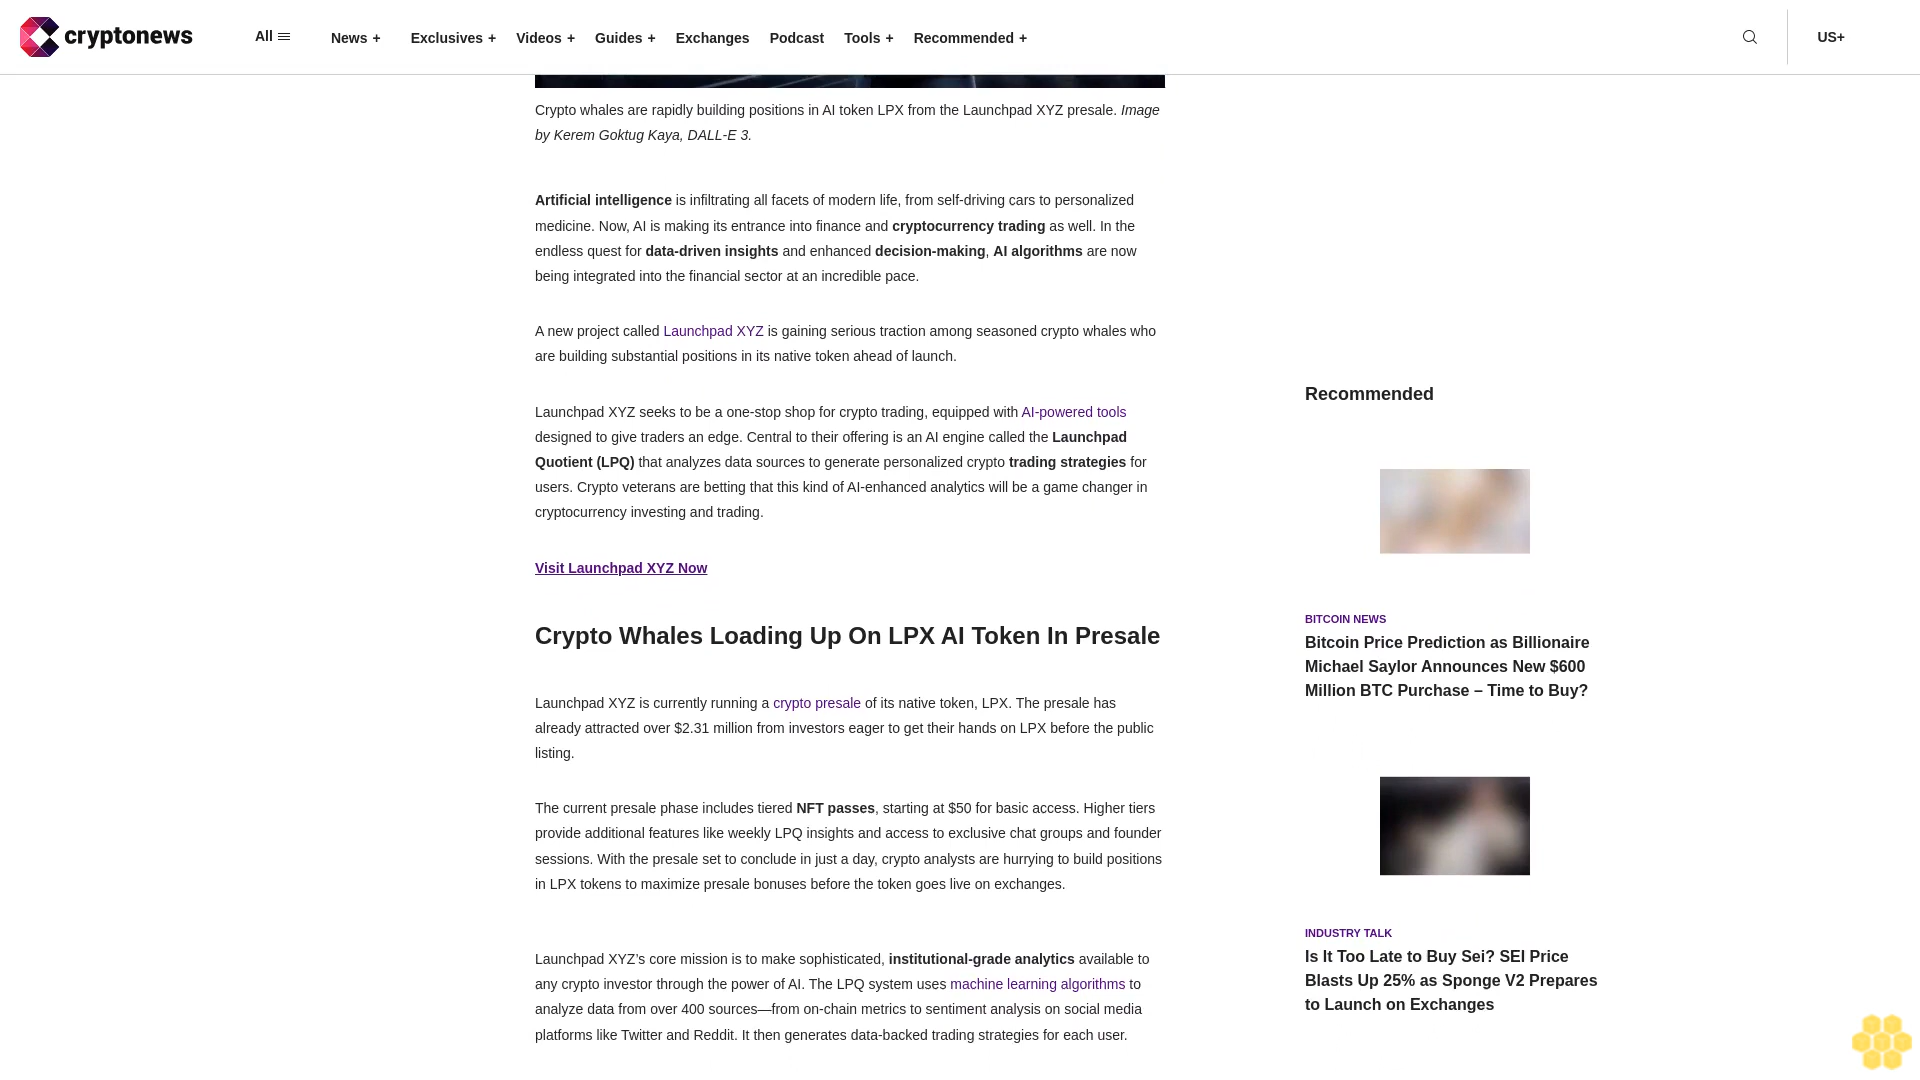 cryptonews
All
News +
Exclusives +
Videos +
Guides +
Exchanges
Podcast
Tools +
Recommended +
US+
Crypto whales are rapidly building positions in AI token LPX from the Launchpad XYZ presale. Image
by Kerem Goktug Kaya, DALL-E 3.
Artificial intelligence is infiltrating all facets of modern life, from self-driving cars to personalized
medicine. Now, AI is making its entrance into finance and cryptocurrency trading as well. In the
endless quest for data-driven insights and enhanced decision-making, AI algorithms are now
being integrated into the financial sector at an incredible pace.
A new project called Launchpad XYZ is gaining serious traction among seasoned crypto whales who
are building substantial positions in its native token ahead of launch.
Launchpad XYZ seeks to be a one-stop shop for crypto trading, equipped with AI-powered tools
designed to give traders an edge. Central to their offering is an AI engine called the Launchpad
Quotient (LPQ) that analyzes data sources to generate personalized crypto trading strategies for
users. Crypto veterans are betting that this kind of AI-enhanced analytics will be a game changer in
cryptocurrency investing and trading.
Visit Launchpad XYZ Now
Crypto Whales Loading Up On LPX AI Token In Presale
Launchpad XYZ is currently running a crypto presale of its native token, LPX. The presale has
already attracted over $2.31 million from investors eager to get their hands on LPX before the public
listing.
The current presale phase includes tiered NFT passes, starting at $50 for basic access. Higher tiers
provide additional features like weekly LPQ insights and access to exclusive chat groups and founder
sessions. With the presale set to conclude in just a day, crypto analysts are hurrying to build positions
in LPX tokens to maximize presale bonuses before the token goes live on exchanges.
Launchpad XYZ’s core mission is to make sophisticated, institutional-grade analytics available to
any crypto investor through the power of AI. The LPQ system uses machine learning algorithms to
analyze data from over 400 sources—from on-chain metrics to sentiment analysis on social media
platforms like Twitter and Reddit. It then generates data-backed trading strategies for each user.
Recommended
BITCOIN NEWS
Bitcoin Price Prediction as Billionaire
Michael Saylor Announces New $600
Million BTC Purchase – Time to Buy?
INDUSTRY TALK
Is It Too Late to Buy Sei? SEI Price
Blasts Up 25% as Sponge V2 Prepares
to Launch on Exchanges